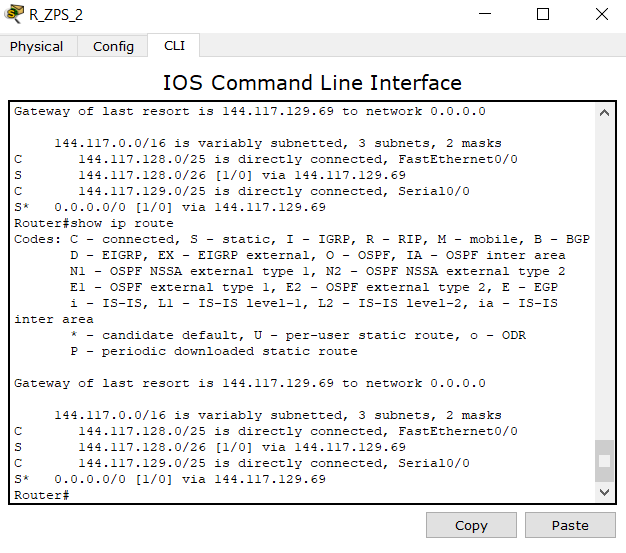 R_ZPS_2
Physical Config CLI
IOS Command Line Interface
Gateway of last resort is 144.117.129.69 to network 0.0.0.0
144.117.0.0/16 is variably subnetted, 3 subnets, 2 masks
C 144.117.128.0/25 is directly connected, FastEthernet0/0
S 144.117.128.0/26 [1/0] via 144.117.129.69
C 144.117.129.0/25 is directly connected, Serial0/0
S* 0.0.0.0/0 [1/0] via 144.117.129.69
Router#show ip route
Codes: C - connected, S - static, I - IGRP, R - RIP, M - mobile, B - BGP
D - EIGRP, EX - EIGRP external, O - OSPF, IA - OSPF inter area
N1 - OSPF NSSA external type 1, N2 - OSPF NSSA external type 2
E1 - OSPF external type 1, E2 - OSPF external type 2, E - EGP
i - IS-IS, L1 - IS-IS level-1, L2 - IS-IS level-2, ia - IS-IS
inter area
* - candidate default, U - per-user static route, o - ODR
P - periodic downloaded static route
Gateway of last resort is 144.117.129.69 to network 0.0.0.0
144.117.0.0/16 is variably subnetted, 3 subnets, 2 masks
C 144.117.128.0/25 is directly connected, FastEthernet0/0
S 144.117.128.0/26 [1/0] via 144.117.129.69
C 144.117.129.0/25 is directly connected, Serial0/0
S* 0.0.0.0/0 [1/0] via 144.117.129.69
Router#
Copy Paste